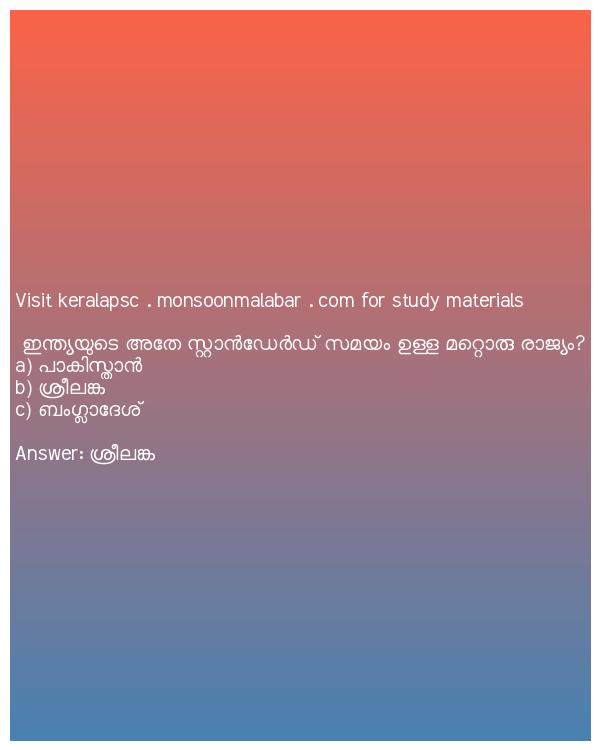 Visit keralapsc . monsoonmalabar . com for study materials
ഇന്ത്യയുടെ അതേ സ്റ്റാൻഡേർഡ് സമയം ഉള്ള മറ്റൊരു രാജ്യം?
a) പാകിസ്താൻ
b) ശ്രീലങ്ക
c) ബംഗ്ലാദേശ്
Answer: ശ്രീലങ്ക